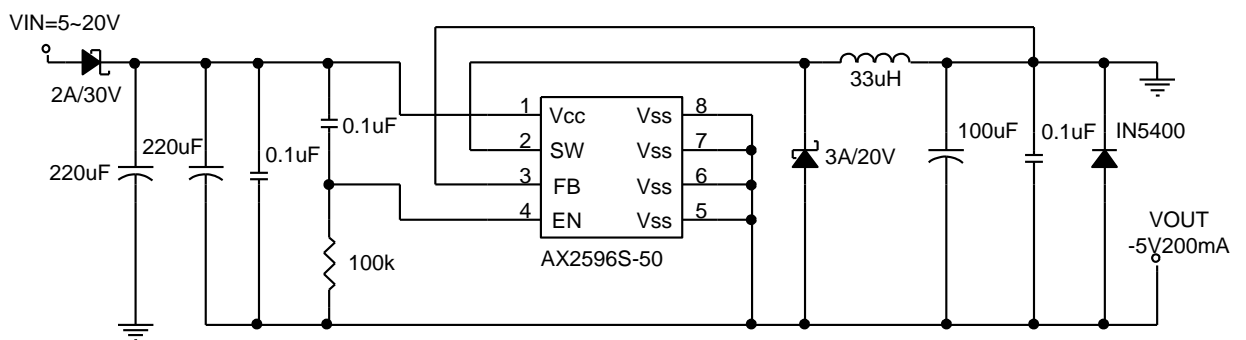 VIN=5~20V
2A/30V
33uH
1 Vcc Vss 8
2 SW Vss 7
3 FB Vss 6
4 EN Vss 5
0.1uF
220uF
220uF
0.1uF
100k
AX2596S-50
3A/20V
100uF
0.1uF
IN5400
VOUT
-5V200mA